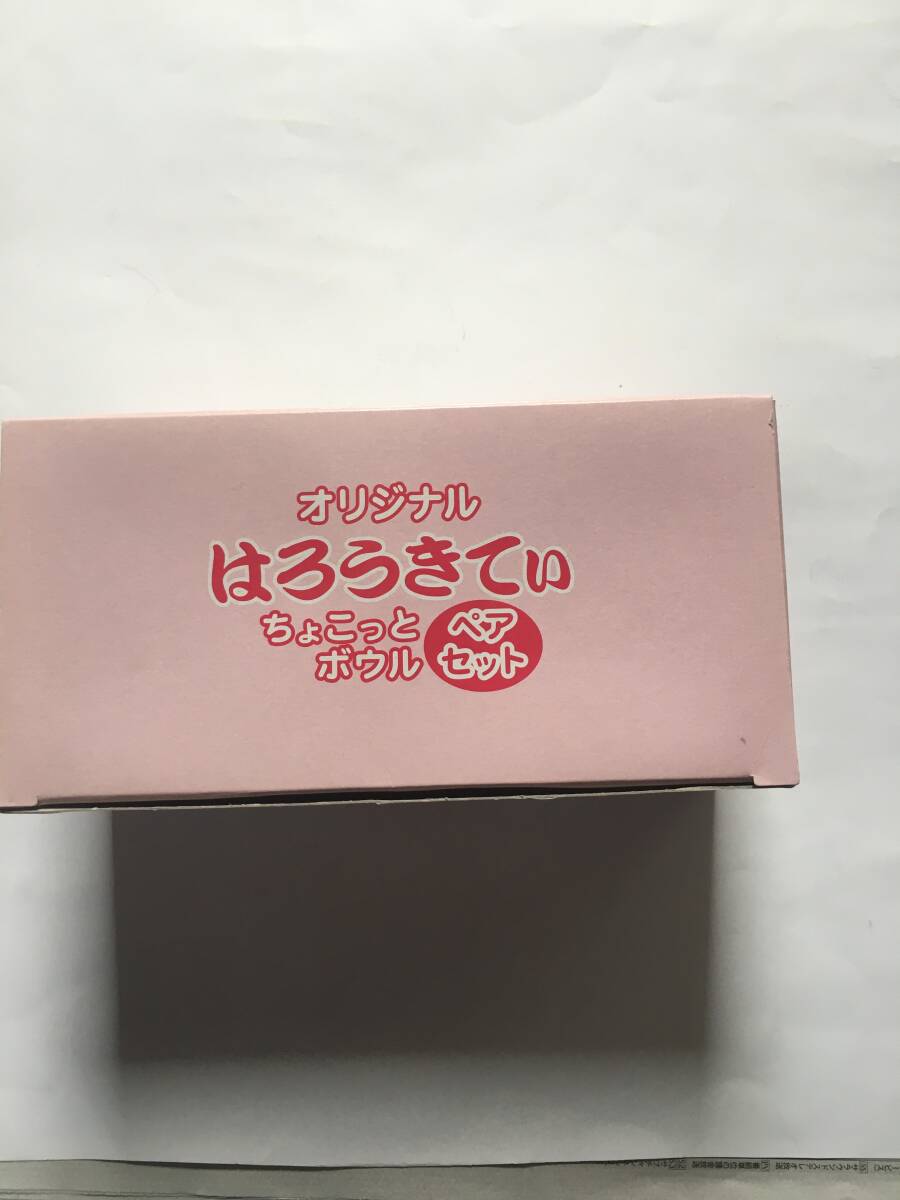 オリジナル
はろうきてぃ
ちょこっと
ボウル
ペア
セット